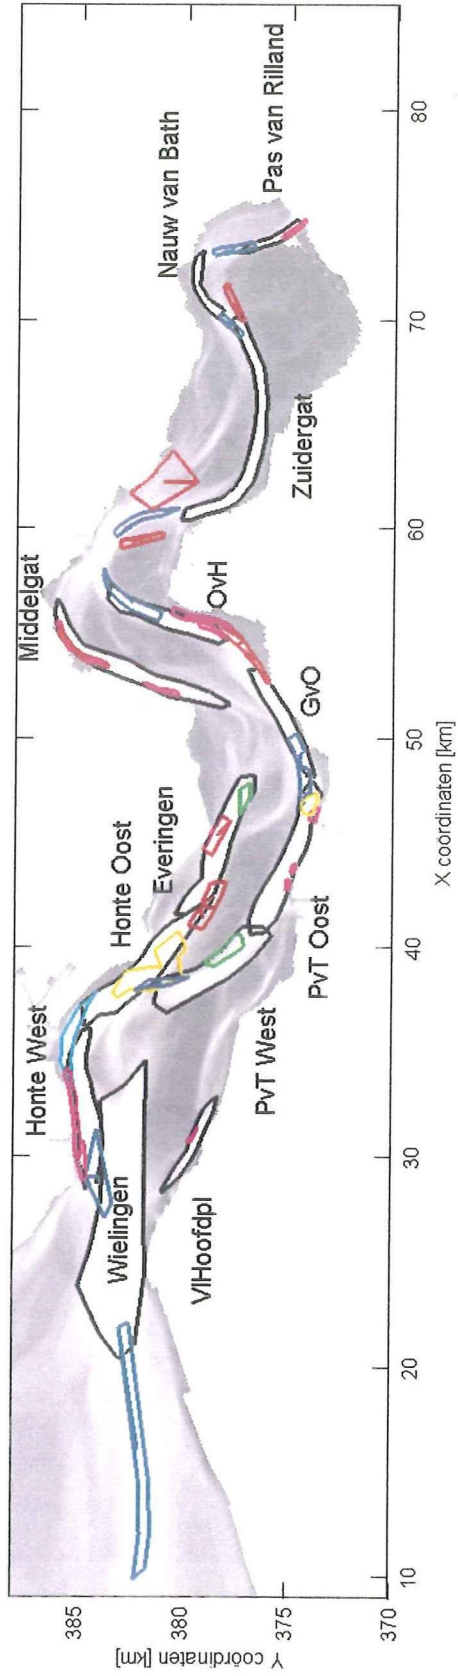 Y coördinaten [km]
385
380
375
370
Wielingen
VlHoofdpl
Honte West
Honte Oost
Everingen
PvT West
PvT Oost
Middelgat
GvO
OvH
Zuidergat
Nauw van Bath
Pas van Rilland
10
20
30
40
50
60
70
80
X coördinaten [km]